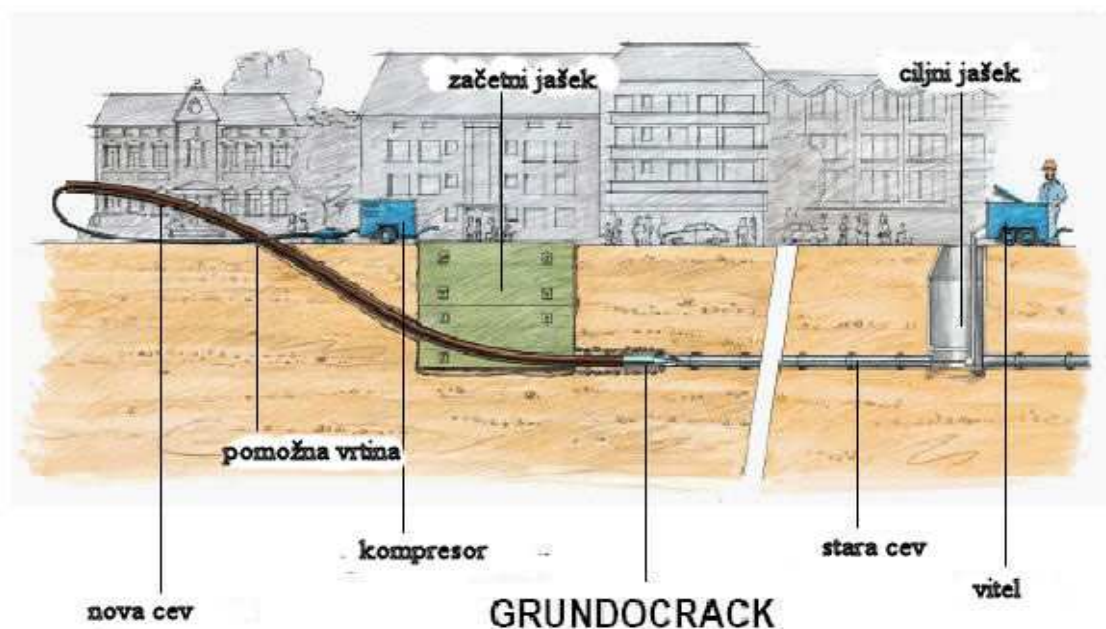 začetni jašek
ciljni jašek
pomožna vrtina
kompresor
stara cev
vitel
nova cev
GRUNDOCRACK